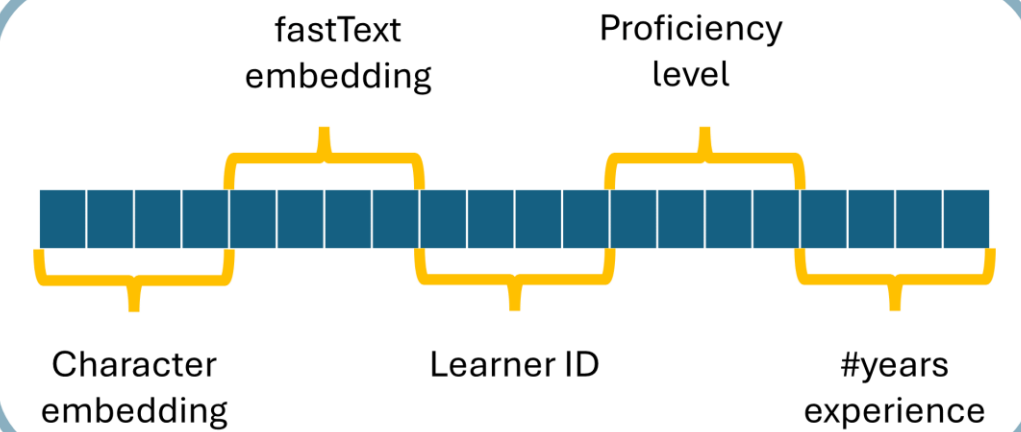 fastText
embedding
Proficiency
level
Character
embedding
Learner ID
#years
experience